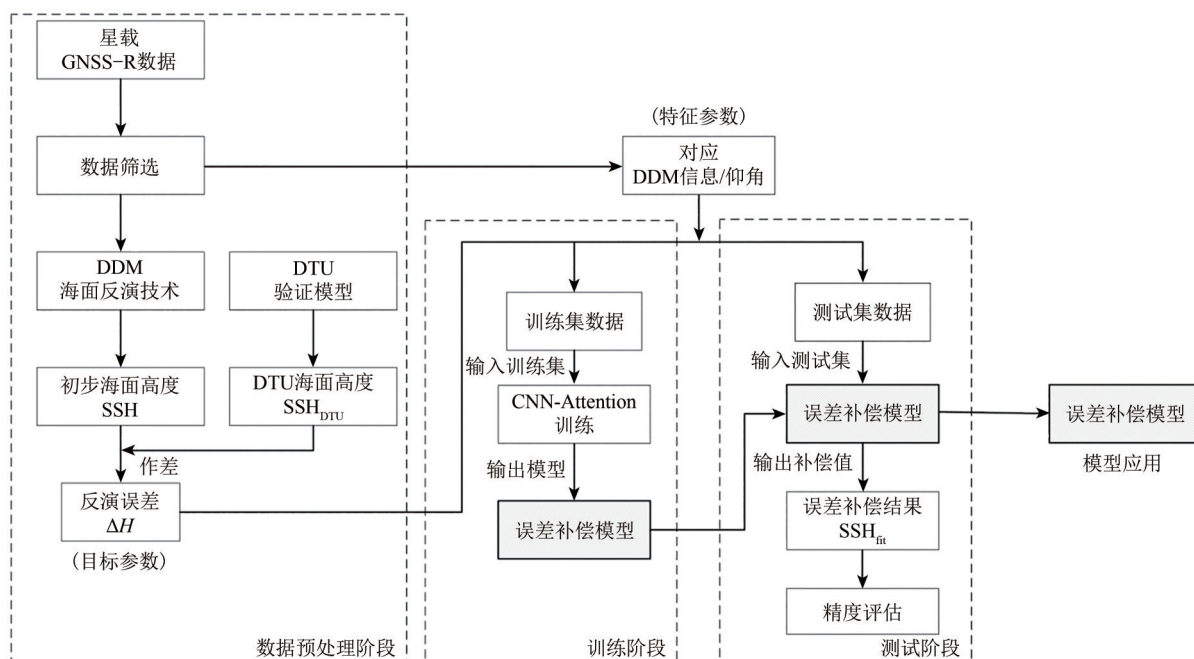 星载
GNSS-R数据
数据筛选
(特征参数)
对应
DDM信息/仰角
DDM
海面反演技术
DTU
验证模型
初步海面高度
SSH
DTU海面高度
SSH_DTU
作差
反演误差
ΔH
(目标参数)
数据预处理阶段
训练集数据
输入训练集
CNN-Attention
训练
输出模型
误差补偿模型
训练阶段
测试集数据
输入测试集
误差补偿模型
输出补偿值
误差补偿结果
SSH_fit
精度评估
测试阶段
误差补偿模型
模型应用